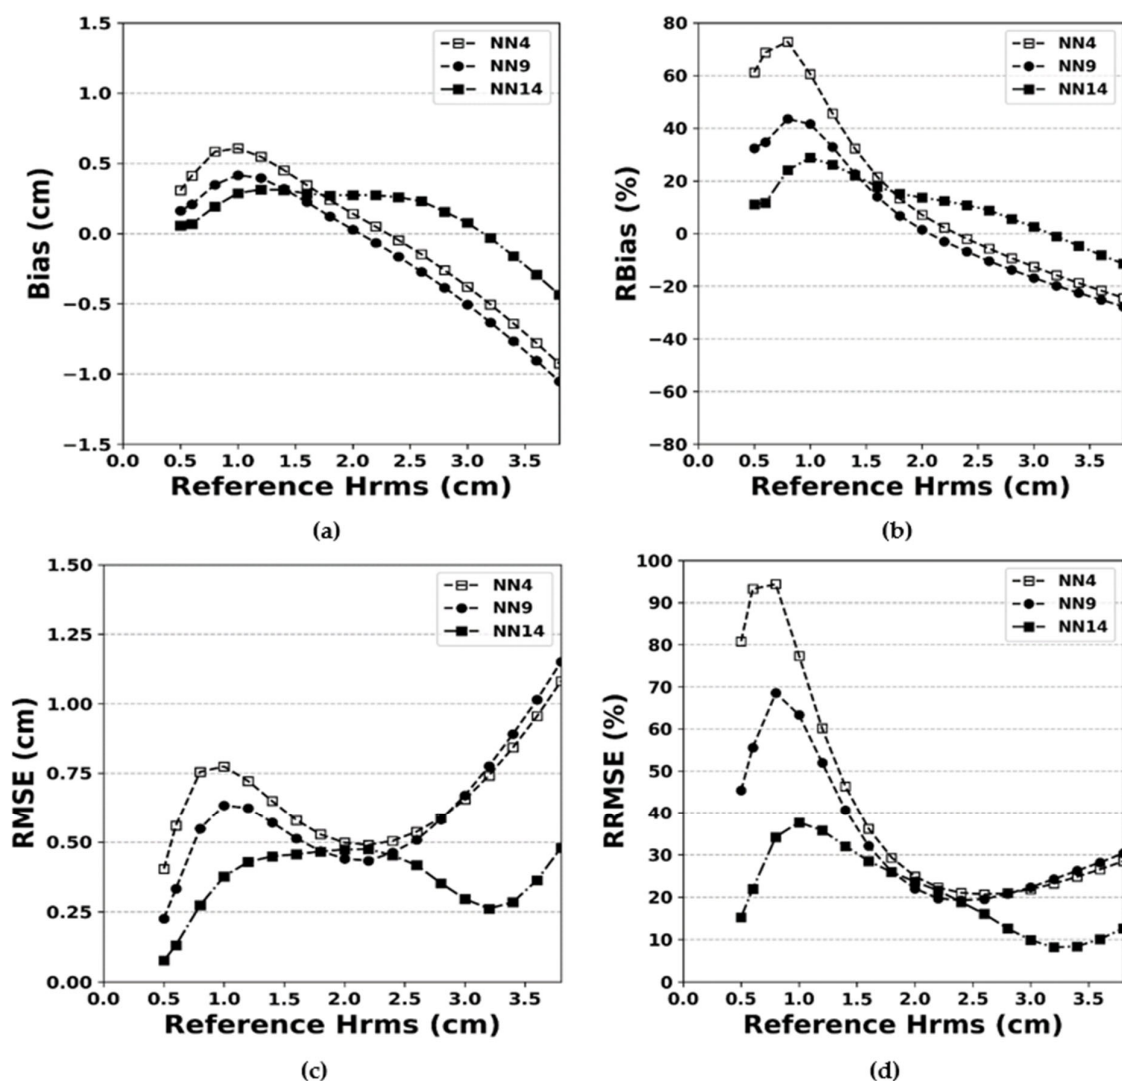 1.5
1.0
0.5
0.0
−0.5
−1.0
−1.5
Bias (cm)
NN4
NN9
NN14
0.0 0.5 1.0 1.5 2.0 2.5 3.0 3.5
Reference Hrms (cm)
(a)
80
60
40
20
0
−20
−40
−60
−80
RBias (%)
NN4
NN9
NN14
0.0 0.5 1.0 1.5 2.0 2.5 3.0 3.5
Reference Hrms (cm)
(b)
1.50
1.25
1.00
0.75
0.50
0.25
0.00
RMSE (cm)
NN4
NN9
NN14
0.0 0.5 1.0 1.5 2.0 2.5 3.0 3.5
Reference Hrms (cm)
(c)
100
90
80
70
60
50
40
30
20
10
0
RRMSE (%)
NN4
NN9
NN14
0.0 0.5 1.0 1.5 2.0 2.5 3.0 3.5
Reference Hrms (cm)
(d)